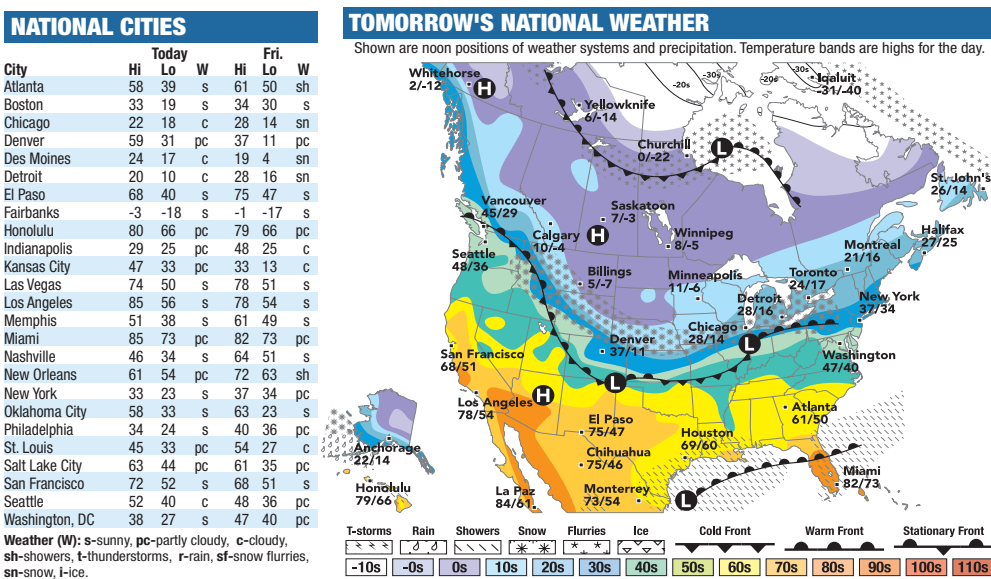 NATIONAL CITIES
Today Fri.
City Hi Lo W Hi Lo W
Atlanta 58 39 s 61 50 sh
Boston 33 19 s 34 30 s
Chicago 22 18 c 28 14 sn
Denver 59 31 pc 37 11 pc
Des Moines 24 17 c 19 4 sn
Detroit 20 10 c 28 16 sn
El Paso 68 40 s 75 47 s
Fairbanks -3 -18 s -1 -17 s
Honolulu 80 66 pc 79 66 pc
Indianapolis 29 25 pc 48 25 c
Kansas City 47 33 pc 33 13 c
Las Vegas 74 50 s 78 51 s
Los Angeles 85 56 s 78 54 s
Memphis 51 38 s 61 49 s
Miami 85 73 pc 82 73 pc
Nashville 46 34 s 64 51 s
New Orleans 61 54 pc 72 63 sh
New York 33 23 s 37 34 pc
Oklahoma City 58 33 s 63 23 s
Philadelphia 34 24 s 40 36 pc
St. Louis 45 33 pc 54 27 c
Salt Lake City 63 44 pc 61 35 pc
San Francisco 72 52 s 68 51 s
Seattle 52 40 c 48 36 pc
Washington, DC 38 27 s 47 40 pc
Weather (W): s-sunny, pc-partly cloudy, c-cloudy,
sh-showers, t-thunderstorms, r-rain, sf-snow flurries,
sn-snow, i-ice.
TOMORROW'S NATIONAL WEATHER
Shown are noon positions of weather systems and precipitation. Temperature bands are highs for the day.
Whitehorse
2/-12
H
-20s
-30s
-20s
-30s
Iqaluit
-31/-40
Yellowknife
6/-14
Churchill
0/-22
L
St. John's
26/14
Vancouver
45/29
Saskatoon
7/-3
Calgary
10/-4
H
Winnipeg
8/-5
Halifax
27/25
Montreal
21/16
Seattle
48/36
Billings
5/-7
Minneapolis
11/-6
Toronto
24/17
Detroit
28/16
New York
37/34
Chicago
28/14
Denver
37/11
L
Washington
47/40
San Francisco
68/51
L
H
Los Angeles
78/54
Atlanta
61/50
El Paso
75/47
Houston
69/60
Anchorage
22/14
Chihuahua
75/46
Miami
82/73
Honolulu
79/66
La Paz
84/61
Monterrey
73/54
L
T-storms Rain Showers Snow Flurries Ice Cold Front Warm Front Stationary Front
-10s -0s 0s 10s 20s 30s 40s 50s 60s 70s 80s 90s 100s 110s